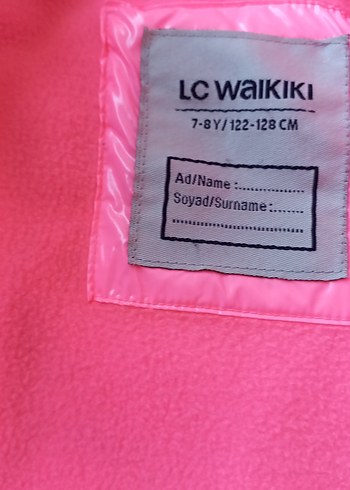 LC WAIKIKI
7-8Y/122-128 CM
Ad/Name :................
Soyad/Surname :.......
................................